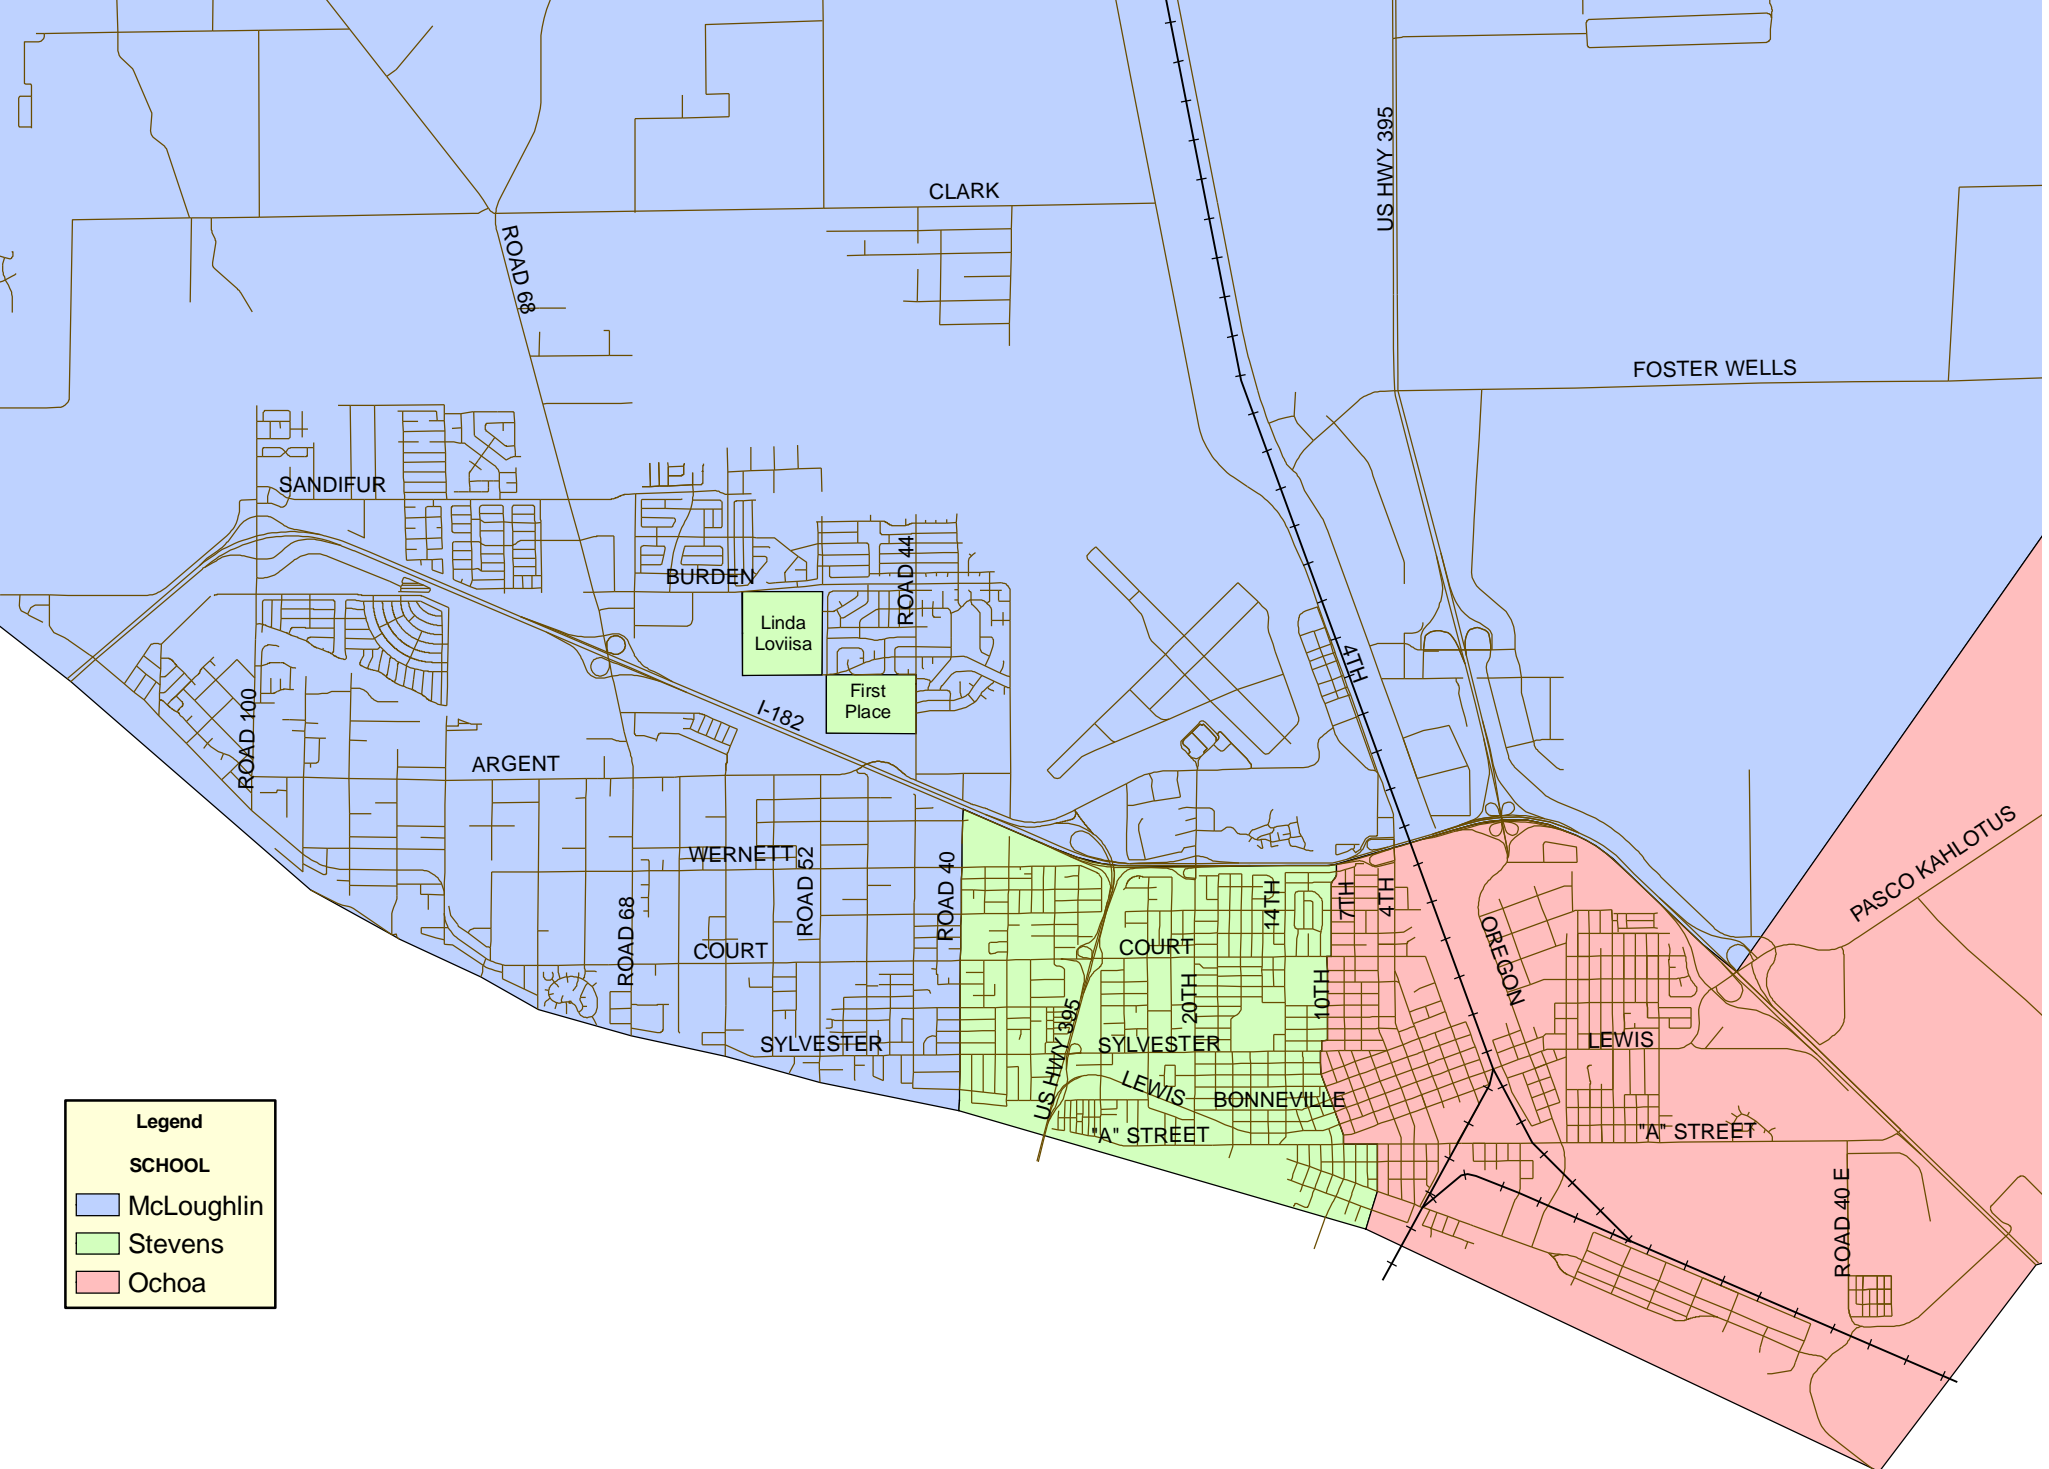 CLARK
US HWY 395
ROAD 68
FOSTER WELLS
SANDIFUR
BURDEN
ROAD 44
Linda
Loviisa
First
Place
4TH
I-182
ROAD 100
ARGENT
WERNETT
ROAD 52
ROAD 40
ROAD 68
COURT
SYLVESTER
14TH
7TH
4TH
COURT
20TH
10TH
OREGON
PASCO KAHLOTUS
US HWY 395
SYLVESTER
LEWIS
LEWIS
BONNEVILLE
"A" STREET
"A" STREET
ROAD 40 E
Legend
SCHOOL
McLoughlin
Stevens
Ochoa